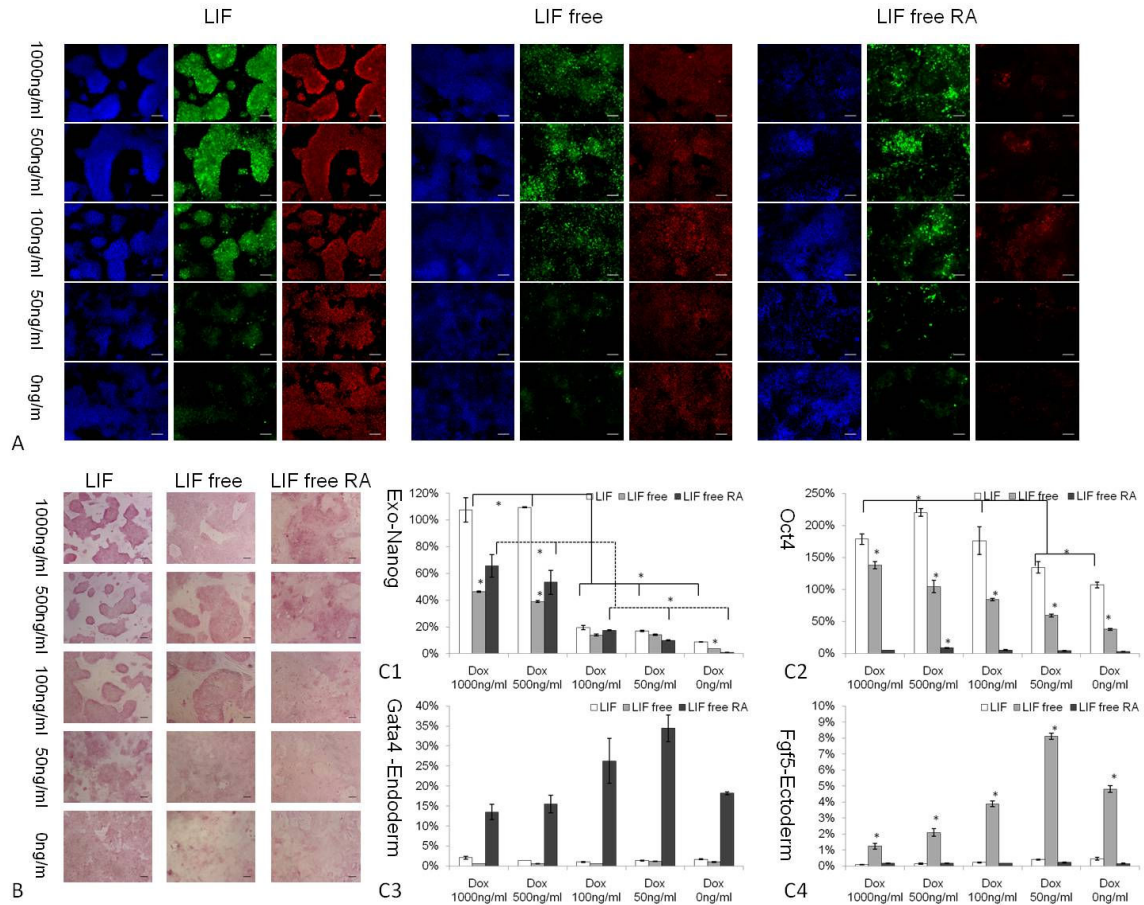 LIF LIF free LIF free RA
1000ng/ml
500ng/ml
100ng/ml
50ng/ml
0ng/m
A
LIF LIF free LIF free RA
1000ng/ml
500ng/ml
100ng/ml
50ng/ml
0ng/m
B
Exo-Nanog
LIF LIF free LIF free RA
120%
100%
80%
60%
40%
20%
0%
* * * * * * * *
Dox Dox Dox Dox Dox
1000ng/ml 500ng/ml 100ng/ml 50ng/ml 0ng/ml
C1
Oct4
LIF LIF free LIF free RA
250%
200%
150%
100%
50%
0%
* * * * * * *
Dox Dox Dox Dox Dox
1000ng/ml 500ng/ml 100ng/ml 50ng/ml 0ng/ml
C2
Gata4 -Endoderm
LIF LIF free LIF free RA
40%
35%
30%
25%
20%
15%
10%
5%
0%
Dox Dox Dox Dox Dox
1000ng/ml 500ng/ml 100ng/ml 50ng/ml 0ng/ml
C3
Fgf5-Ectoderm
LIF LIF free LIF free RA
10%
9%
8%
7%
6%
5%
4%
3%
2%
1%
0%
* * * * *
Dox Dox Dox Dox Dox
1000ng/ml 500ng/ml 100ng/ml 50ng/ml 0ng/ml
C4